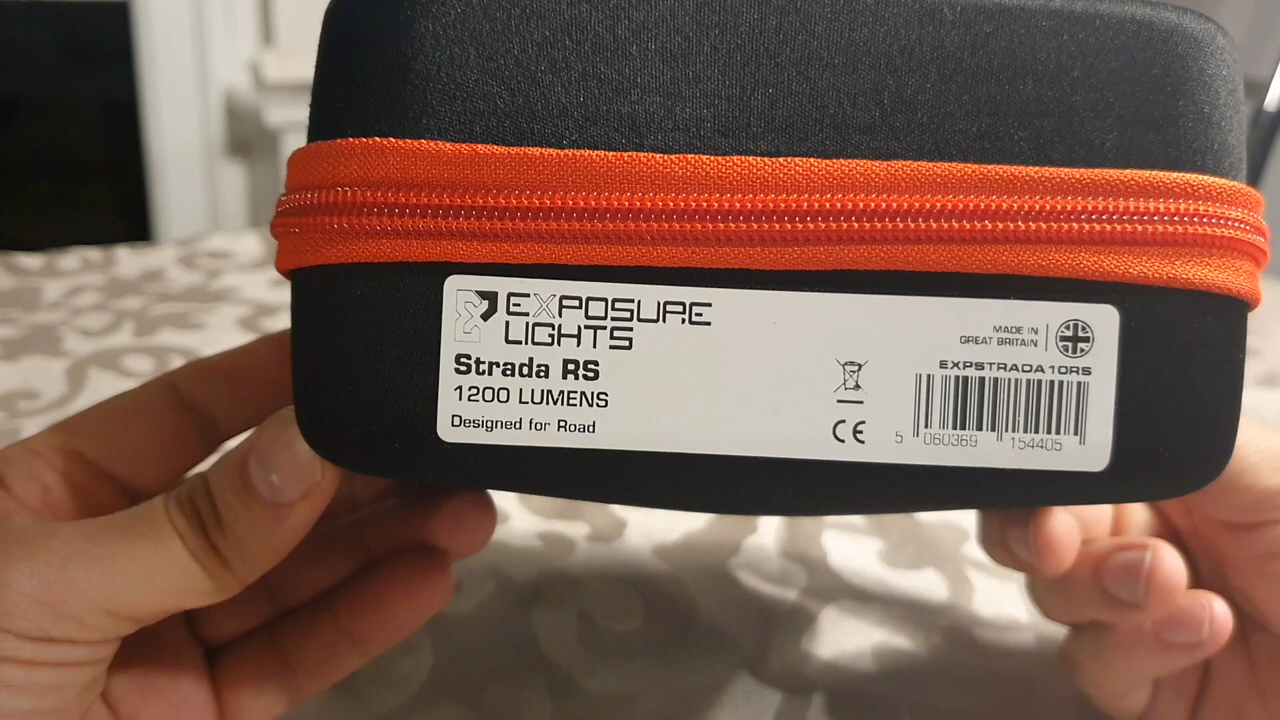 EXPOSURE
LIGHTS
Strada RS
1200 LUMENS
Designed for Road
MADE IN
GREAT BRITAIN
CE
EXPSTRADA10RS
5 060369 154405